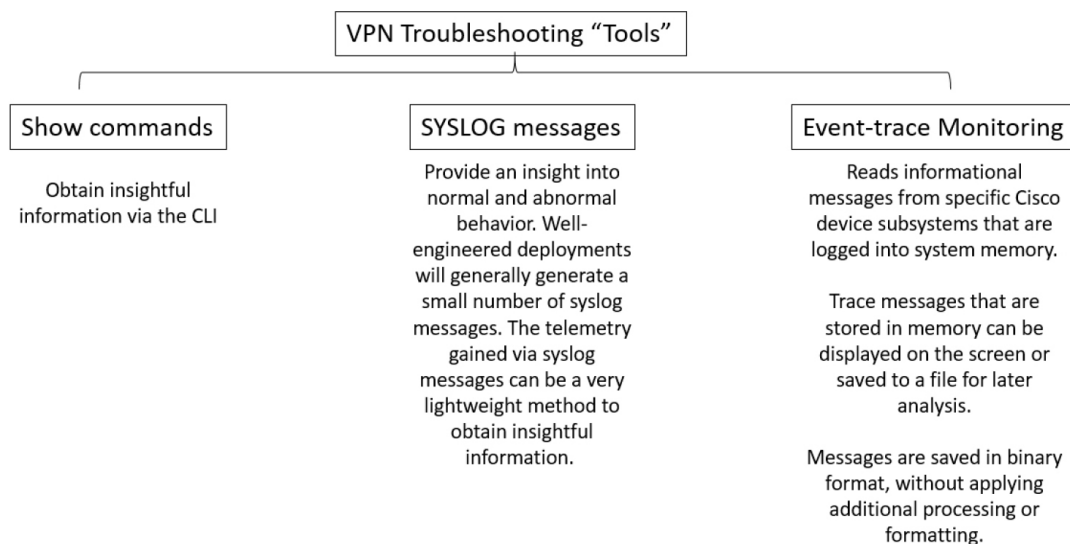 VPN Troubleshooting “Tools”
Show commands
Obtain insightful
information via the CLI
SYSLOG messages
Provide an insight into
normal and abnormal
behavior. Well-
engineered deployments
will generally generate a
small number of syslog
messages. The telemetry
gained via syslog
messages can be a very
lightweight method to
obtain insightful
information.
Event-trace Monitoring
Reads informational
messages from specific Cisco
device subsystems that are
logged into system memory.
Trace messages that are
stored in memory can be
displayed on the screen or
saved to a file for later
analysis.
Messages are saved in binary
format, without applying
additional processing or
formatting.